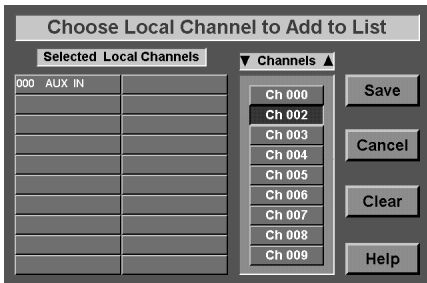 Choose Local Channel to Add to List
Selected Local Channels
▼ Channels ▲
000 AUX IN
Ch 000
Ch 002
Ch 003
Ch 004
Ch 005
Ch 006
Ch 007
Ch 008
Ch 009
Save
Cancel
Clear
Help